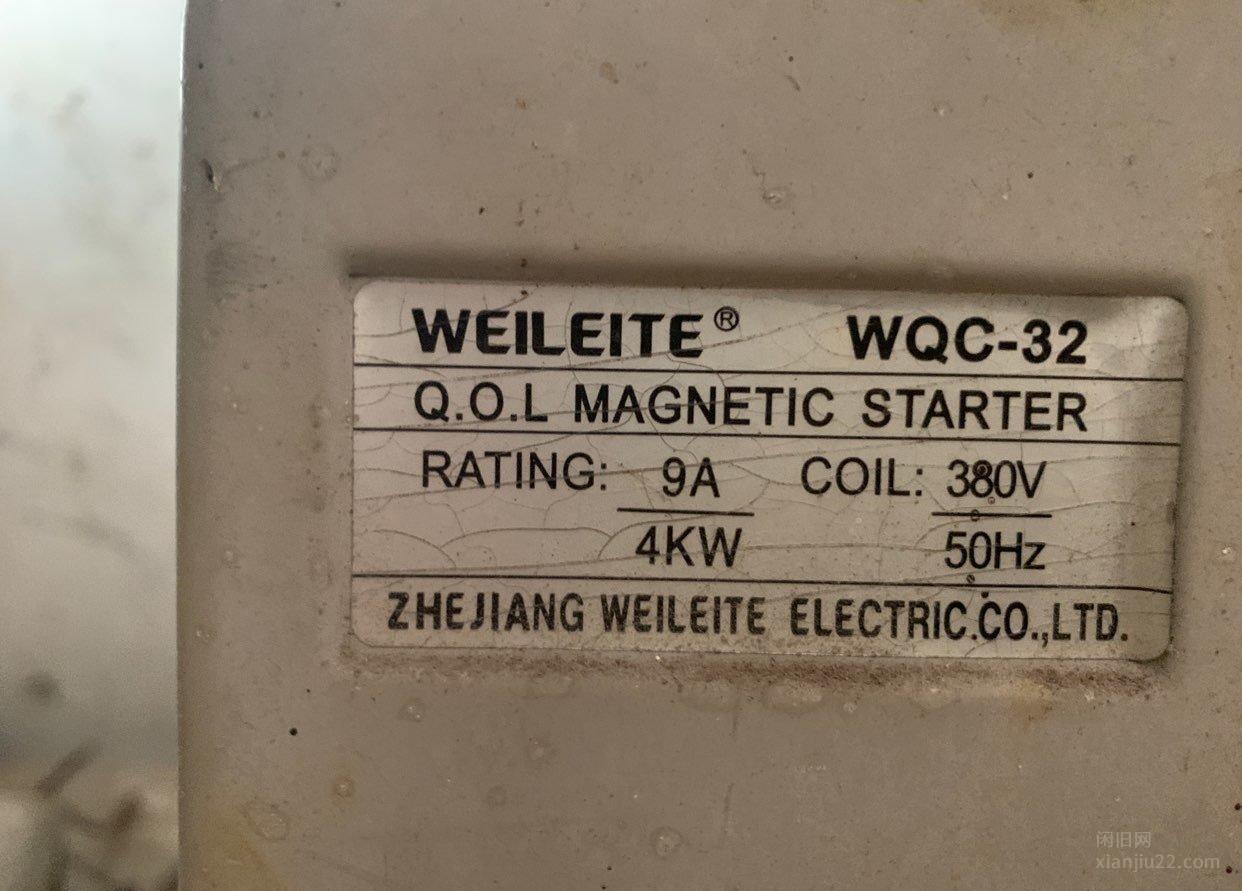 WEILEITE® WQC-32
Q.O.L MAGNETIC STARTER
RATING: 9A COIL: 380V
4KW 50Hz
ZHEJIANG WEILEITE ELECTRIC.CO.,LTD.
闲旧网
xianjiu22.com